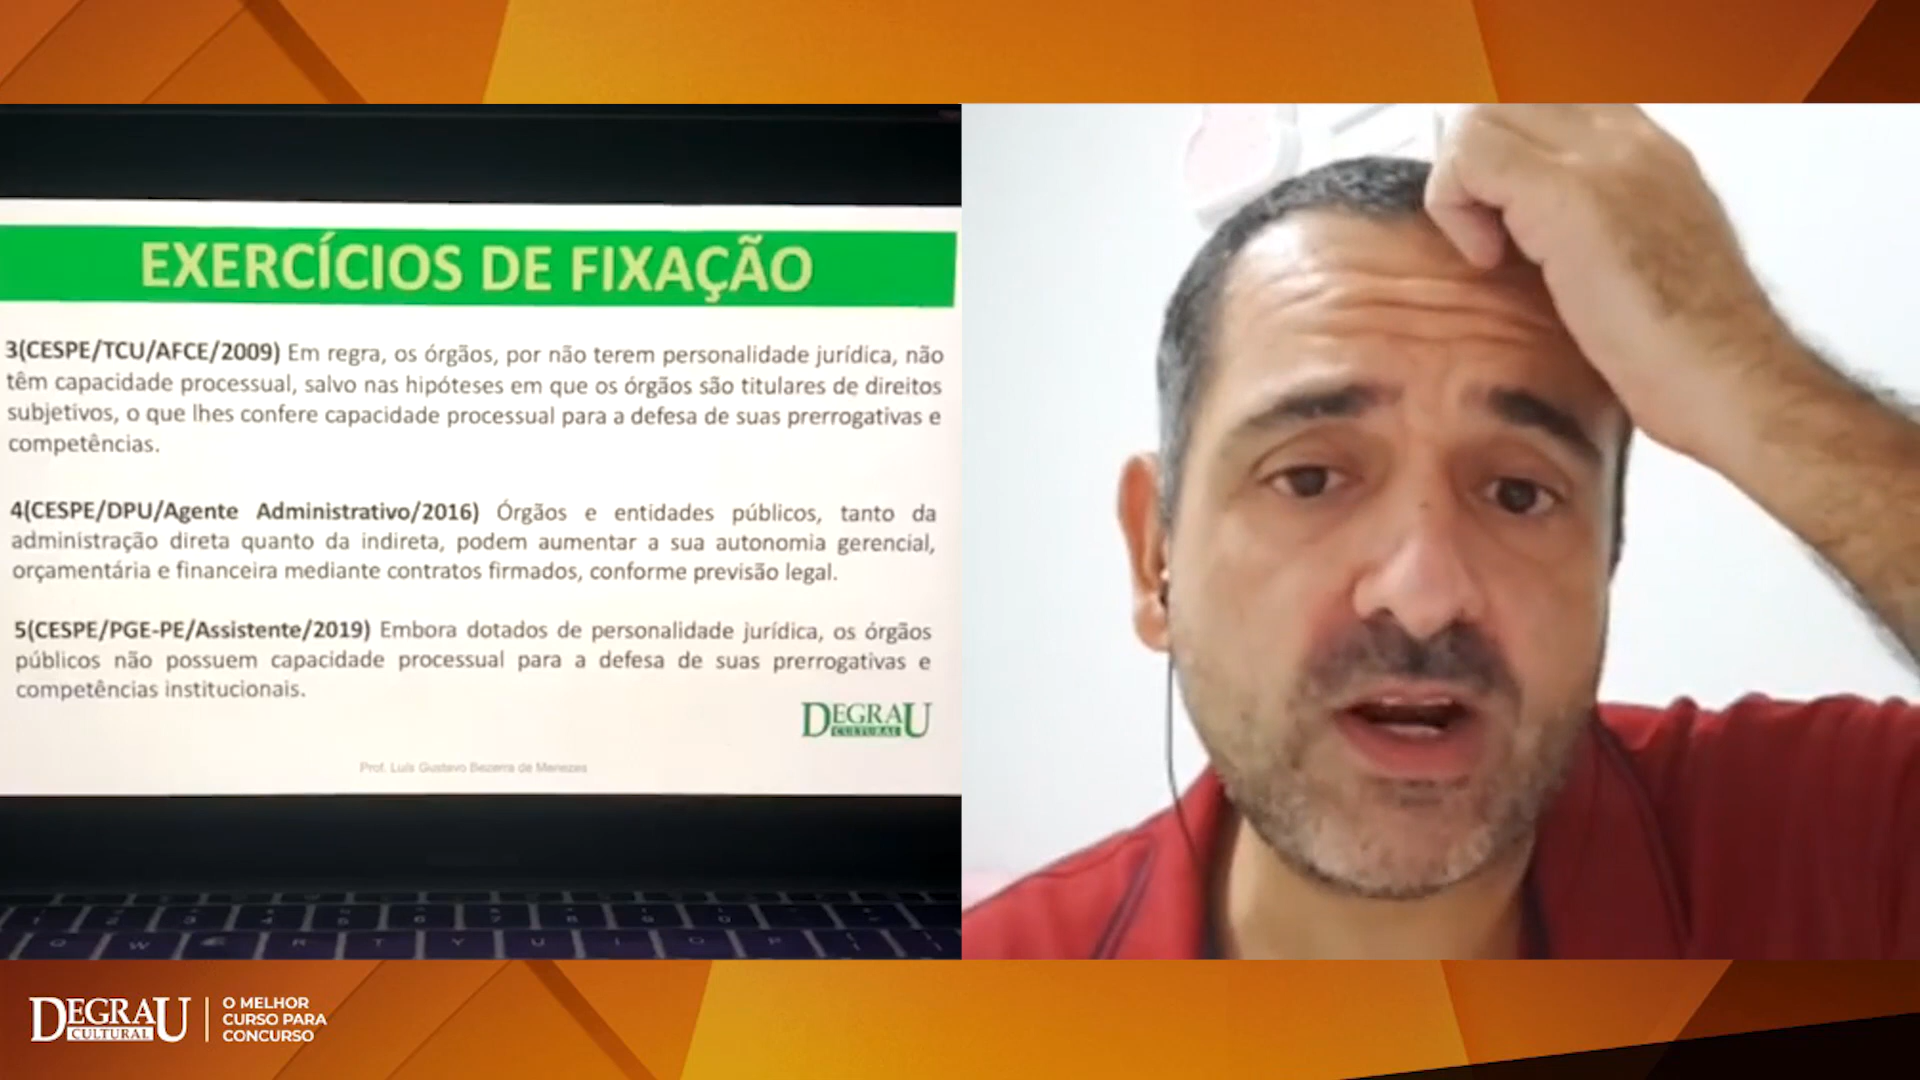 EXERCÍCIOS DE FIXAÇÃO
3(CESPE/TCU/AFCE/2009) Em regra, os órgãos, por não terem personalidade jurídica, não
têm capacidade processual, salvo nas hipóteses em que os órgãos são titulares de direitos
subjetivos, o que lhes confere capacidade processual para a defesa de suas prerrogativas e
competências.
4(CESPE/DPU/Agente Administrativo/2016) Órgãos e entidades públicos, tanto da
administração direta quanto da indireta, podem aumentar a sua autonomia gerencial,
orçamentária e financeira mediante contratos firmados, conforme previsão legal.
5(CESPE/PGE-PE/Assistente/2019) Embora dotados de personalidade jurídica, os órgãos
públicos não possuem capacidade processual para a defesa de suas prerrogativas e
competências institucionais.
DEGRAU
CULTURAL
Prof. Luís Gustavo Bezerra de Menezes
DEGRAU
CULTURAL
O MELHOR
CURSO PARA
CONCURSO